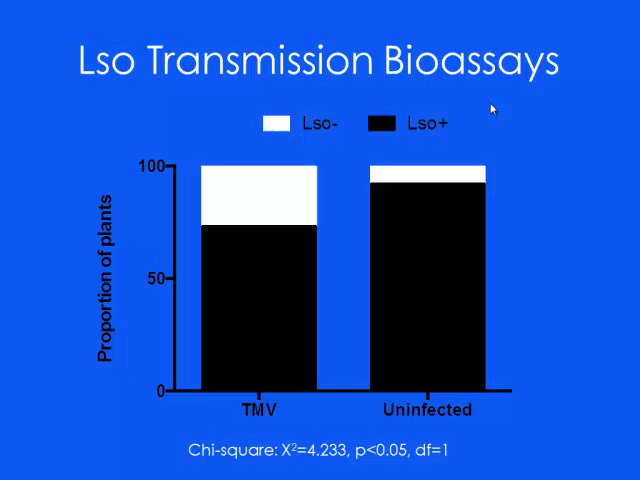 Lso Transmission Bioassays
Lso- Lso+
Proportion of plants
100
50
0
TMV Uninfected
Chi-square: X²=4.233, p<0.05, df=1